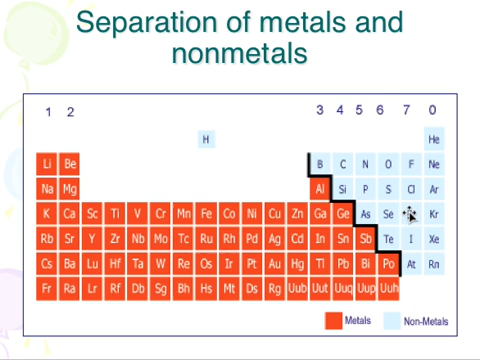 Separation of metals and
nonmetals
1 2 3 4 5 6 7 0
H He
Li Be B C N O F Ne
Na Mg Al Si P S Cl Ar
K Ca Sc Ti V Cr Mn Fe Co Ni Cu Zn Ga Ge As Se Kr
Rb Sr Y Zr Nb Mo Tc Ru Rh Pd Ag Cd In Sn Sb Te I Xe
Cs Ba Lu Hf Ta W Re Os Ir Pt Au Hg Tl Pb Bi Po At Rn
Fr Ra Lr Rf Db Sg Bh Hs Mt Ds Rg Uub Uut Uuq Uup Uuh
Metals Non-Metals